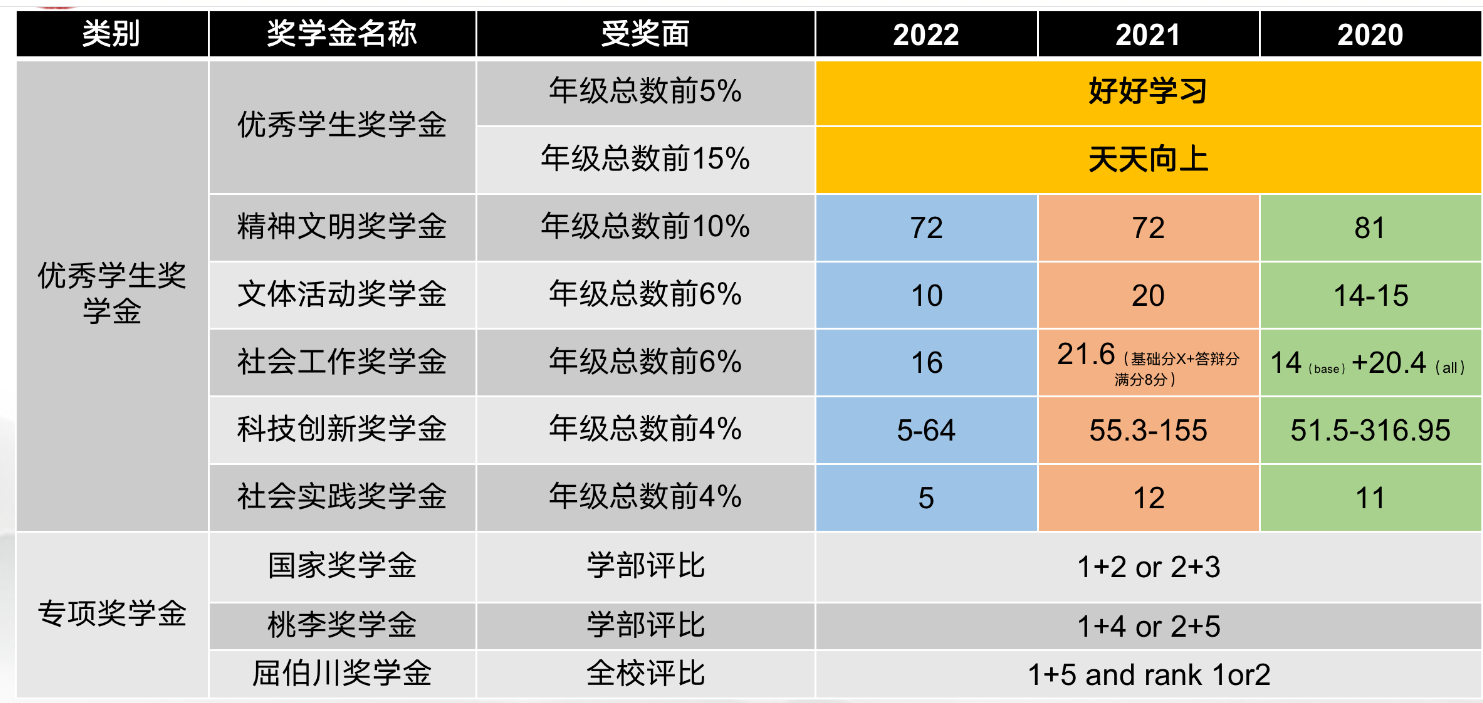 类别 奖学金名称 受奖面 2022 2021 2020
优秀学生奖
学金
优秀学生奖学金
年级总数前5% 好好学习
年级总数前15% 天天向上
精神文明奖学金 年级总数前10% 72 72 81
文体活动奖学金 年级总数前6% 10 20 14-15
社会工作奖学金 年级总数前6% 16 21.6（基础分X+答辩分
满分8分） 14（base）+20.4（all）
科技创新奖学金 年级总数前4% 5-64 55.3-155 51.5-316.95
社会实践奖学金 年级总数前4% 5 12 11
专项奖学金
国家奖学金 学部评比 1+2 or 2+3
桃李奖学金 学部评比 1+4 or 2+5
屈伯川奖学金 全校评比 1+5 and rank 1or2